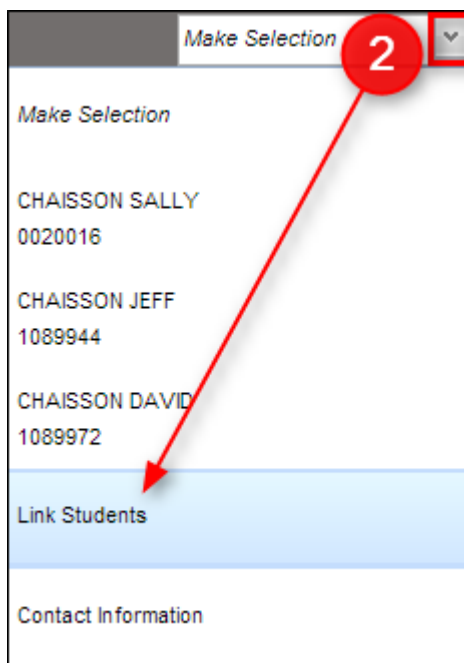 Make Selection
2
Make Selection
CHAISSON SALLY
0020016
CHAISSON JEFF
1089944
CHAISSON DAVID
1089972
Link Students
Contact Information